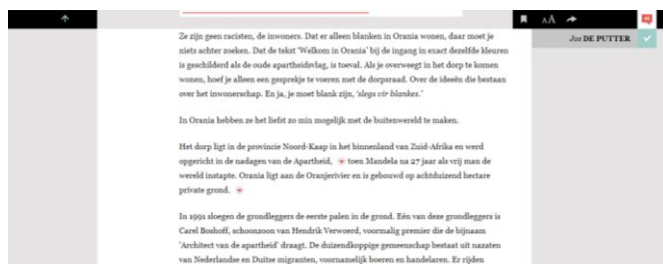 AA
Jos DE PUTTER
Ze zijn geen racisten, de inwoners. Dat er alleen blanken in Orania wonen, daar moet je
niets achter zoeken. Dat de tekst 'Welkom in Orania' bij de ingang in exact dezelfde kleuren
is geschilderd als de oude apartheidsvlag, is toeval. Als je overweegt in het dorp te komen
wonen, hoef je alleen een gesprekje te voeren met de dorpsraad. Over de ideeën die bestaan
over het inwonerschap. En ja, je moet blank zijn, 'slegs vir blankes.'
In Orania hebben ze het liefst zo min mogelijk met de buitenwereld te maken.
Het dorp ligt in de provincie Noord-Kaap in het binnenland van Zuid-Afrika en werd
opgericht in de nadagen van de Apartheid, toen Mandela na 27 jaar als vrij man de
wereld instapte. Orania ligt aan de Oranjerivier en is gebouwd op achtduizend hectare
private grond.
In 1991 sloegen de grondleggers de eerste palen in de grond. Eén van deze grondleggers is
Carel Boshoff, schoonzoon van Hendrik Verwoerd, voormalig premier die de bijnaam
'Architect van de apartheid' draagt. De duizendkoppige gemeenschap bestaat uit nazaten
van Nederlandse en Duitse migranten, voornamelijk boeren en handelaren. Er rijden